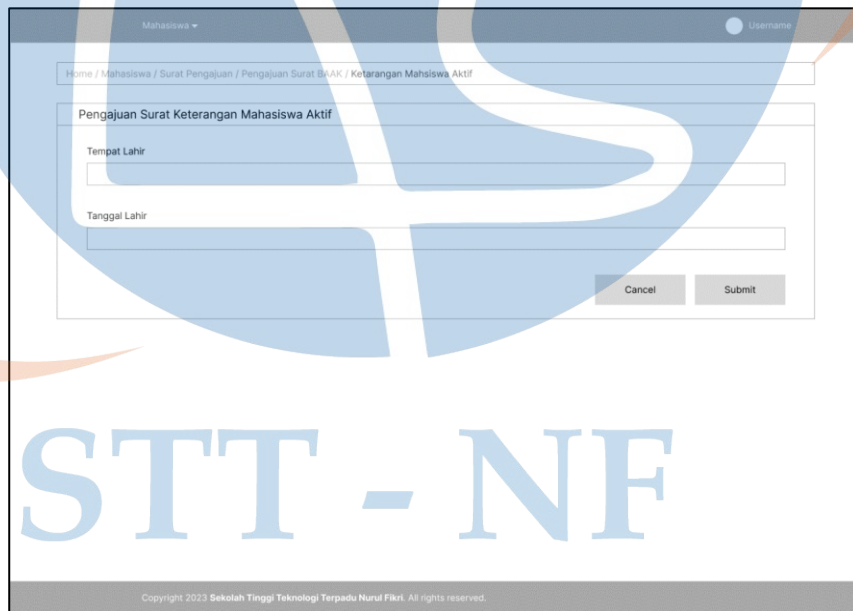 Mahasiswa
Username
Home / Mahasiswa / Surat Pengajuan / Pengajuan Surat BAAK / Ketarangan Mahsiswa Aktif
Pengajuan Surat Keterangan Mahasiswa Aktif
Tempat Lahir
Tanggal Lahir
Cancel Submit
STT - NF
Copyright 2023 Sekolah Tinggi Teknologi Terpadu Nurul Fikri. All rights reserved.